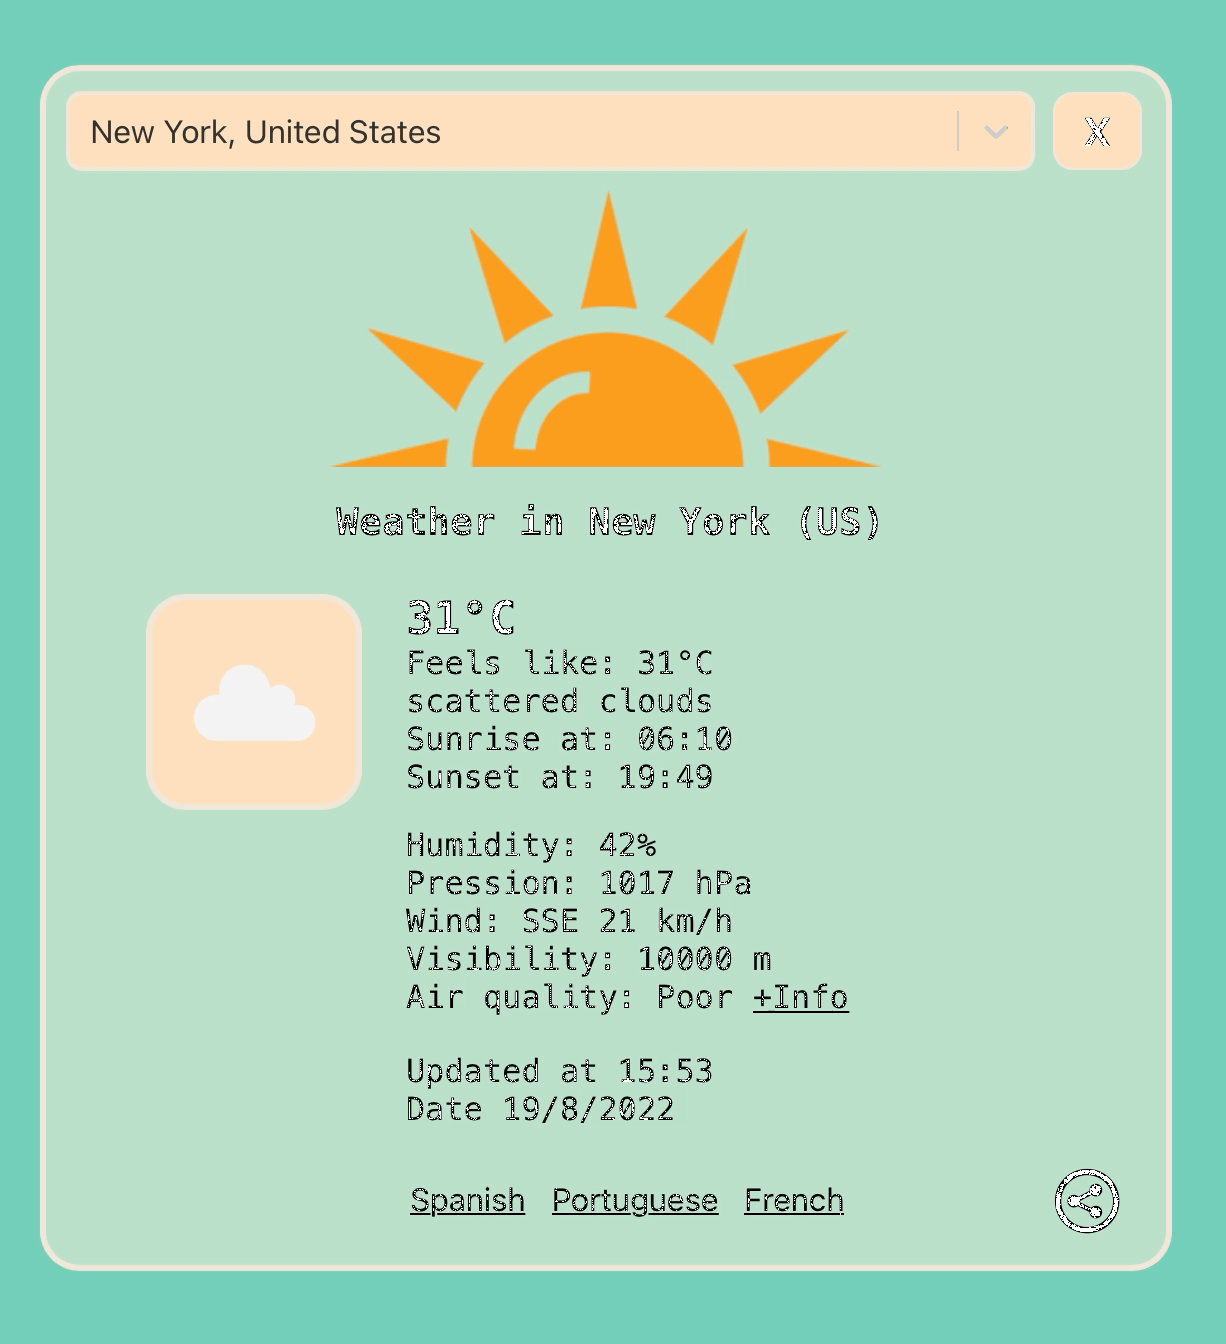 New York, United States
X
Weather in New York (US)
31°C
Feels like: 31°C
scattered clouds
Sunrise at: 06:10
Sunset at: 19:49
Humidity: 42%
Pression: 1017 hPa
Wind: SSE 21 km/h
Visibility: 10000 m
Air quality: Poor +Info
Updated at 15:53
Date 19/8/2022
Spanish Portuguese French